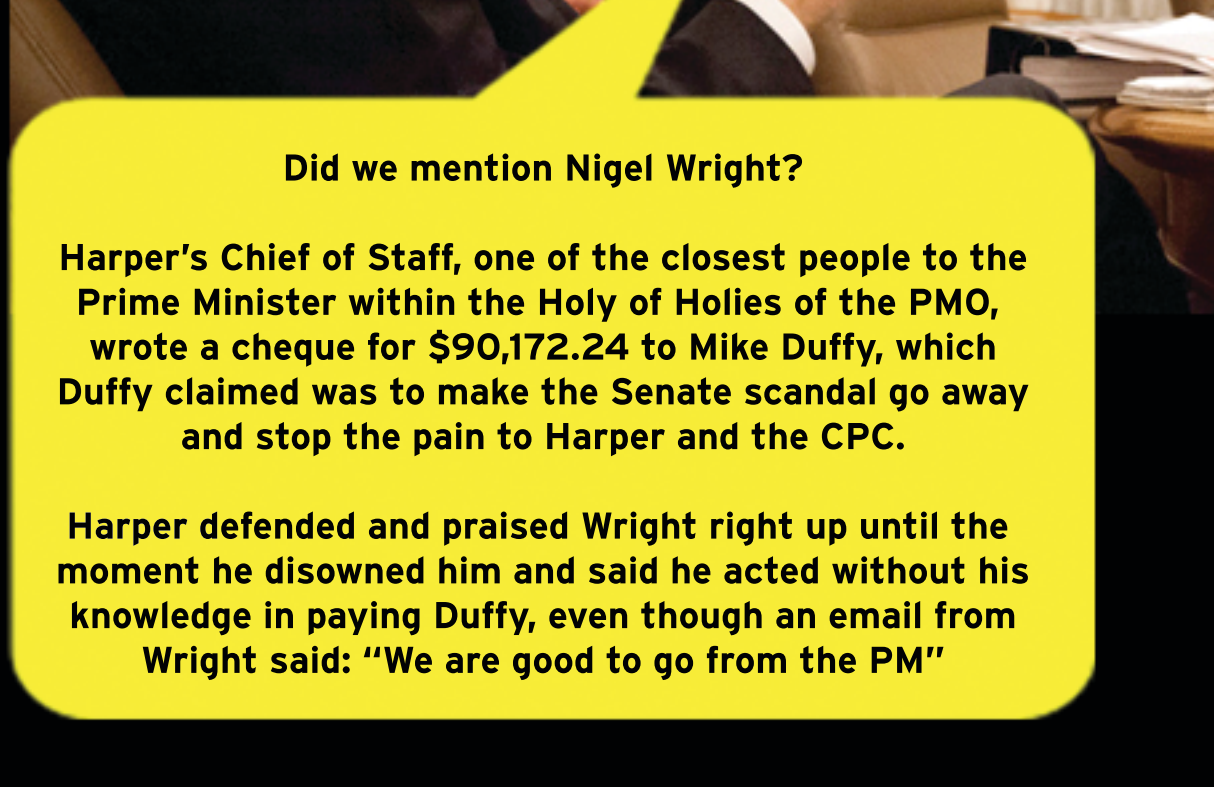 Did we mention Nigel Wright?
Harper’s Chief of Staff, one of the closest people to the
Prime Minister within the Holy of Holies of the PMO,
wrote a cheque for $90,172.24 to Mike Duffy, which
Duffy claimed was to make the Senate scandal go away
and stop the pain to Harper and the CPC.
Harper defended and praised Wright right up until the
moment he disowned him and said he acted without his
knowledge in paying Duffy, even though an email from
Wright said: “We are good to go from the PM”